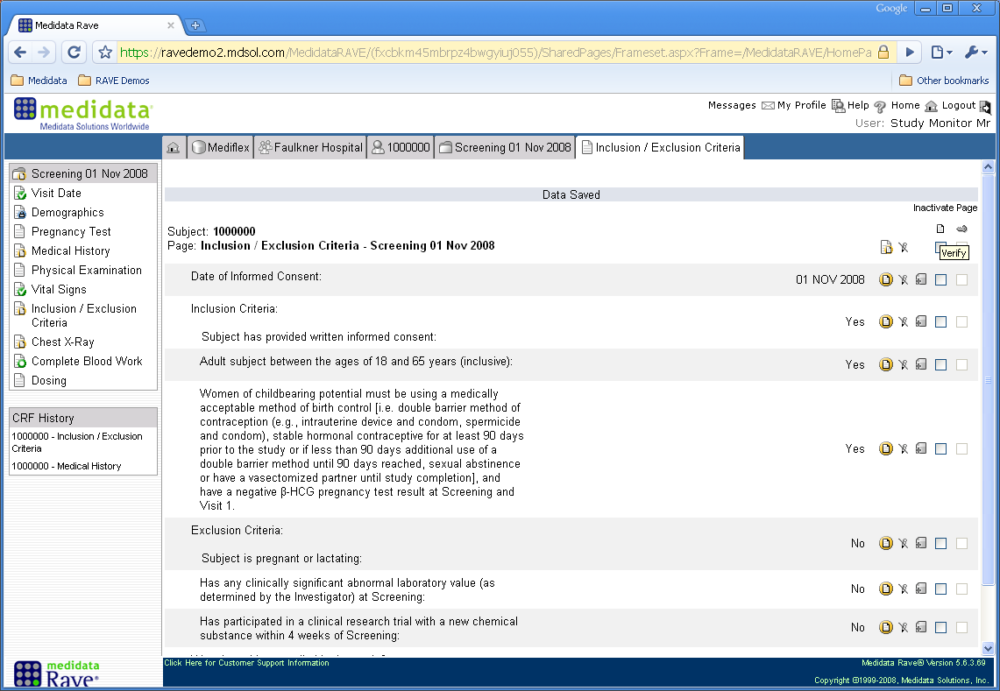 Google
Medidata Rave
https://ravedemo2.mdsol.com/MedidataRAVE/(fxcbkm45mbrpz4bwgyiuj055)/SharedPages/Frameset.aspx?Frame=/MedidataRAVE/HomePa
Medidata RAVE Demos Other bookmarks
medidata
Medidata Solutions Worldwide
Messages My Profile Help Home Logout
User: Study Monitor Mr
Mediflex Faulkner Hospital 1000000 Screening 01 Nov 2008 Inclusion / Exclusion Criteria
Screening 01 Nov 2008
Visit Date
Demographics
Pregnancy Test
Medical History
Physical Examination
Vital Signs
Inclusion / Exclusion
Criteria
Chest X-Ray
Complete Blood Work
Dosing
CRF History
1000000 - Inclusion / Exclusion
Criteria
1000000 - Medical History
Data Saved
Inactivate Page
Subject: 1000000
Page: Inclusion / Exclusion Criteria - Screening 01 Nov 2008
Verify
Date of Informed Consent: 01 NOV 2008
Inclusion Criteria:
Yes
Subject has provided written informed consent:
Adult subject between the ages of 18 and 65 years (inclusive): Yes
Women of childbearing potential must be using a medically
acceptable method of birth control [i.e. double barrier method of
contraception (e.g., intrauterine device and condom, spermicide
and condom), stable hormonal contraceptive for at least 90 days
prior to the study or if less than 90 days additional use of a
double barrier method until 90 days reached, sexual abstinence
or have a vasectomized partner until study completion], and
have a negative β-HCG pregnancy test result at Screening and
Visit 1.
Yes
Exclusion Criteria:
No
Subject is pregnant or lactating:
Has any clinically significant abnormal laboratory value (as
determined by the Investigator) at Screening:
No
Has participated in a clinical research trial with a new chemical
substance within 4 weeks of Screening:
No
medidata
Rave
Click Here for Customer Support Information
Medidata Rave® Version 5.6.3.69
Copyright ©1999-2008, Medidata Solutions, Inc.